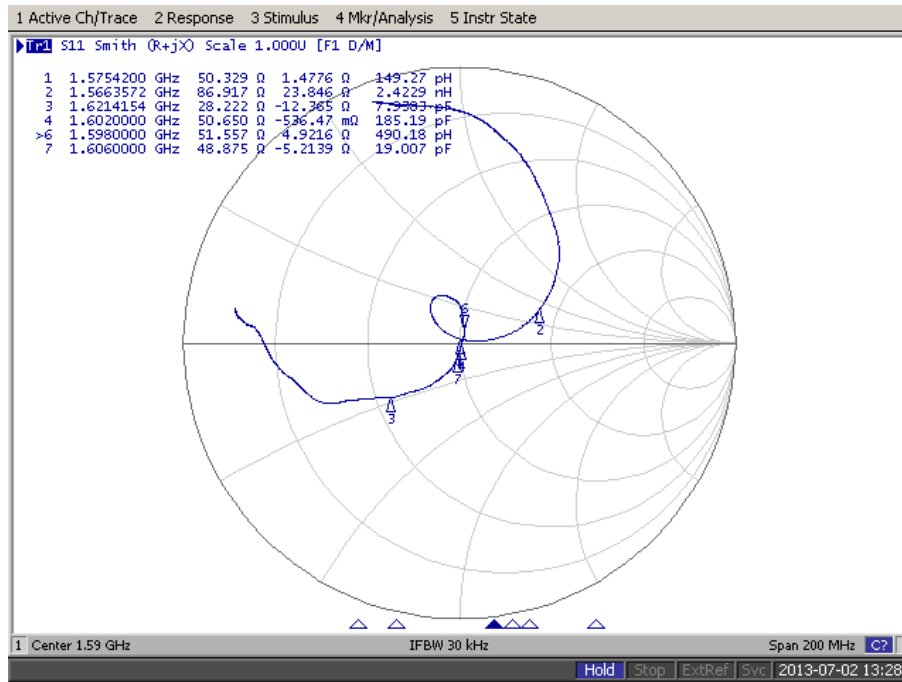 1 Active Ch/Trace 2 Response 3 Stimulus 4 Mkr/Analysis 5 Instr State
Tr1 S11 Smith (R+jX) Scale 1.000U [F1 D/M]
1 1.5754200 GHz 50.329 Ω 1.4776 Ω 149.27 pH
2 1.5663572 GHz 86.917 Ω 23.846 Ω 2.4229 nH
3 1.6214154 GHz 28.222 Ω -12.365 Ω 7.9383 pF
4 1.6020000 GHz 50.650 Ω -536.47 mΩ 185.19 pF
>6 1.5980000 GHz 51.557 Ω 4.9216 Ω 490.18 pH
7 1.6060000 GHz 48.875 Ω -5.2139 Ω 19.007 pF
6
2
7
3
1 Center 1.59 GHz IFBW 30 kHz Span 200 MHz C?
Hold Stop ExtRef Svc 2013-07-02 13:28